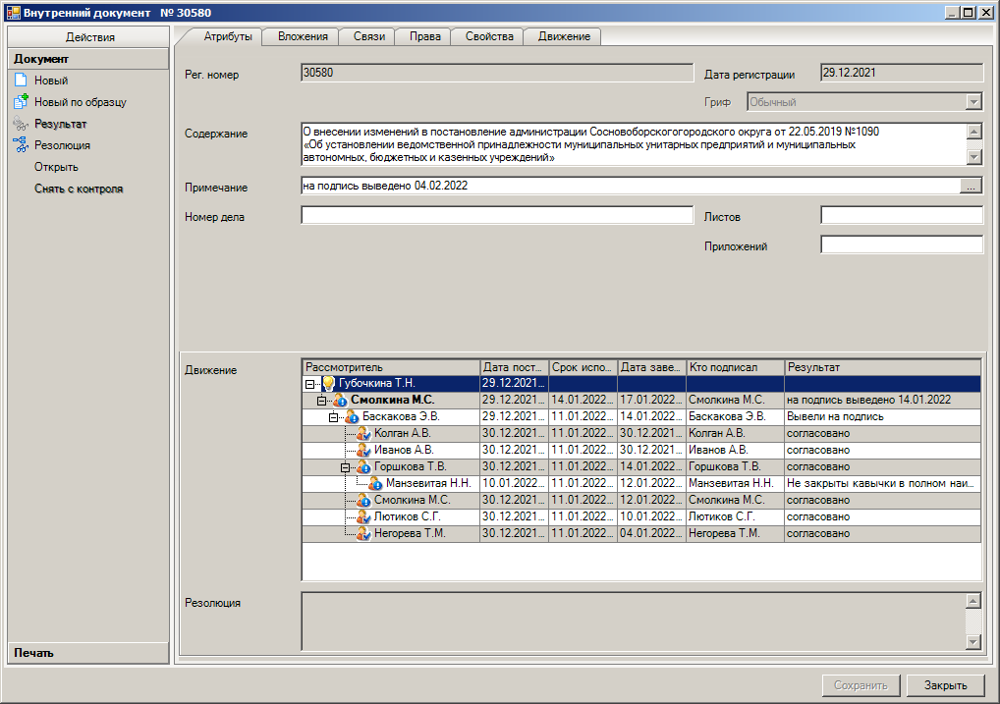 Внутренний документ № 30580
Действия
Документ
Новый
Новый по образцу
Результат
Резолюция
Открыть
Снять с контроля
Печать
Атрибуты Вложения Связи Права Свойства Движение
Рег. номер 30580 Дата регистрации 29.12.2021
Гриф Обычный
Содержание О внесении изменений в постановление администрации Сосновоборскогогородского округа от 22.05.2019 №1090
«Об установлении ведомственной принадлежности муниципальных унитарных предприятий и муниципальных
автономных, бюджетных и казенных учреждений»
Примечание на подпись выведено 04.02.2022 ...
Номер дела Листов
Приложений
Движение
Рассмотритель Дата пост... Срок испо... Дата заве... Кто подписал Результат
Губочкина Т.Н. 29.12.2021...
Смолкина М.С. 29.12.2021... 14.01.2022... 17.01.2022... Смолкина М.С. на подпись выведено 14.01.2022
Баскакова Э.В. 29.12.2021... 11.01.2022... 14.01.2022... Баскакова Э.В. Вывели на подпись
Колган А.В. 30.12.2021... 11.01.2022... 30.12.2021... Колган А.В. согласовано
Иванов А.В. 30.12.2021... 11.01.2022... 30.12.2021... Иванов А.В. согласовано
Горшкова Т.В. 30.12.2021... 11.01.2022... 14.01.2022... Горшкова Т.В. согласовано
Манзевитая Н.Н. 10.01.2022... 11.01.2022... 12.01.2022... Манзевитая Н.Н. Не закрыты кавычки в полном наи...
Смолкина М.С. 30.12.2021... 11.01.2022... 12.01.2022... Смолкина М.С. согласовано
Лютиков С.Г. 30.12.2021... 11.01.2022... 10.01.2022... Лютиков С.Г. согласовано
Негорева Т.М. 30.12.2021... 11.01.2022... 04.01.2022... Негорева Т.М. согласовано
Резолюция
Сохранить Закрыть